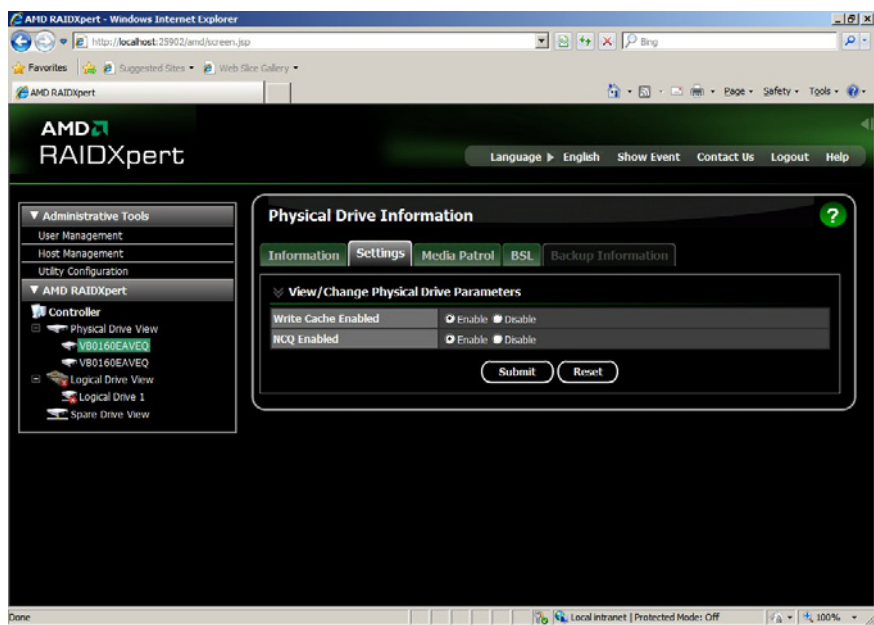 AMD RAIDXpert - Windows Internet Explorer
http://localhost:25902/amd/screen.jsp
Bing
Favorites
Suggested Sites
Web Slice Gallery
AMD RAIDXpert
Page
Safety
Tools
AMD
RAIDXpert
Language ▶ English Show Event Contact Us Logout Help
▼ Administrative Tools
User Management
Host Management
Utility Configuration
▼ AMD RAIDXpert
Controller
Physical Drive View
VB0160EAVEQ
VB0160EAVEQ
Logical Drive View
Logical Drive 1
Spare Drive View
Physical Drive Information
?
Information Settings Media Patrol BSL Backup Information
View/Change Physical Drive Parameters
Write Cache Enabled Enable Disable
NCQ Enabled Enable Disable
Submit Reset
Done
Local intranet | Protected Mode: Off
100%